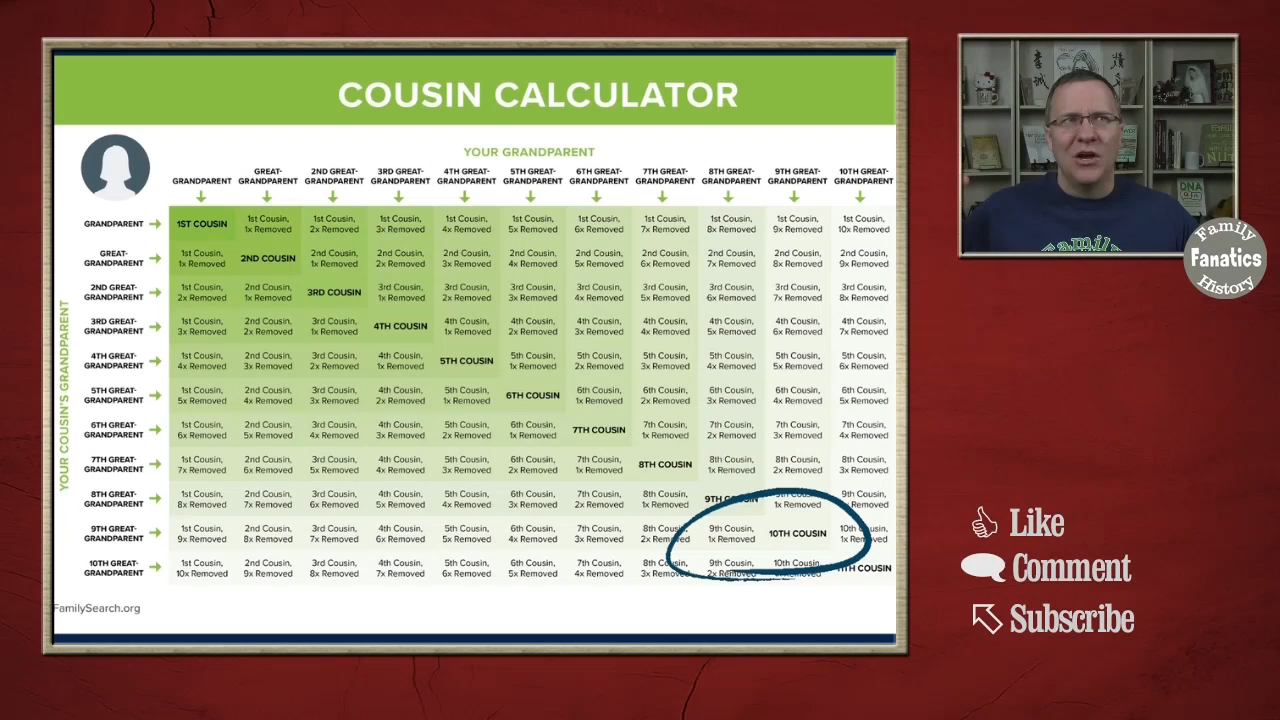 COUSIN CALCULATOR
YOUR GRANDPARENT
GRANDPARENT GREAT-GRANDPARENT 2ND GREAT-GRANDPARENT 3RD GREAT-GRANDPARENT 4TH GREAT-GRANDPARENT 5TH GREAT-GRANDPARENT 6TH GREAT-GRANDPARENT 7TH GREAT-GRANDPARENT 8TH GREAT-GRANDPARENT 9TH GREAT-GRANDPARENT 10TH GREAT-GRANDPARENT
YOUR COUSIN'S GRANDPARENT
GRANDPARENT 1ST COUSIN 1st Cousin, 1x Removed 1st Cousin, 2x Removed 1st Cousin, 3x Removed 1st Cousin, 4x Removed 1st Cousin, 5x Removed 1st Cousin, 6x Removed 1st Cousin, 7x Removed 1st Cousin, 8x Removed 1st Cousin, 9x Removed 1st Cousin, 10x Removed
GREAT-GRANDPARENT 1st Cousin, 1x Removed 2ND COUSIN 2nd Cousin, 1x Removed 2nd Cousin, 2x Removed 2nd Cousin, 3x Removed 2nd Cousin, 4x Removed 2nd Cousin, 5x Removed 2nd Cousin, 6x Removed 2nd Cousin, 7x Removed 2nd Cousin, 8x Removed 2nd Cousin, 9x Removed
2ND GREAT-GRANDPARENT 1st Cousin, 2x Removed 2nd Cousin, 1x Removed 3RD COUSIN 3rd Cousin, 1x Removed 3rd Cousin, 2x Removed 3rd Cousin, 3x Removed 3rd Cousin, 4x Removed 3rd Cousin, 5x Removed 3rd Cousin, 6x Removed 3rd Cousin, 7x Removed 3rd Cousin, 8x Removed
3RD GREAT-GRANDPARENT 1st Cousin, 3x Removed 2nd Cousin, 2x Removed 3rd Cousin, 1x Removed 4TH COUSIN 4th Cousin, 1x Removed 4th Cousin, 2x Removed 4th Cousin, 3x Removed 4th Cousin, 4x Removed 4th Cousin, 5x Removed 4th Cousin, 6x Removed 4th Cousin, 7x Removed
4TH GREAT-GRANDPARENT 1st Cousin, 4x Removed 2nd Cousin, 3x Removed 3rd Cousin, 2x Removed 4th Cousin, 1x Removed 5TH COUSIN 5th Cousin, 1x Removed 5th Cousin, 2x Removed 5th Cousin, 3x Removed 5th Cousin, 4x Removed 5th Cousin, 5x Removed 5th Cousin, 6x Removed
5TH GREAT-GRANDPARENT 1st Cousin, 5x Removed 2nd Cousin, 4x Removed 3rd Cousin, 3x Removed 4th Cousin, 2x Removed 5th Cousin, 1x Removed 6TH COUSIN 6th Cousin, 1x Removed 6th Cousin, 2x Removed 6th Cousin, 3x Removed 6th Cousin, 4x Removed 6th Cousin, 5x Removed
6TH GREAT-GRANDPARENT 1st Cousin, 6x Removed 2nd Cousin, 5x Removed 3rd Cousin, 4x Removed 4th Cousin, 3x Removed 5th Cousin, 2x Removed 6th Cousin, 1x Removed 7TH COUSIN 7th Cousin, 1x Removed 7th Cousin, 2x Removed 7th Cousin, 3x Removed 7th Cousin, 4x Removed
7TH GREAT-GRANDPARENT 1st Cousin, 7x Removed 2nd Cousin, 6x Removed 3rd Cousin, 5x Removed 4th Cousin, 4x Removed 5th Cousin, 3x Removed 6th Cousin, 2x Removed 7th Cousin, 1x Removed 8TH COUSIN 8th Cousin, 1x Removed 8th Cousin, 2x Removed 8th Cousin, 3x Removed
8TH GREAT-GRANDPARENT 1st Cousin, 8x Removed 2nd Cousin, 7x Removed 3rd Cousin, 6x Removed 4th Cousin, 5x Removed 5th Cousin, 4x Removed 6th Cousin, 3x Removed 7th Cousin, 2x Removed 8th Cousin, 1x Removed 9TH COUSIN 9th Cousin, 1x Removed 9th Cousin, Removed
9TH GREAT-GRANDPARENT 1st Cousin, 9x Removed 2nd Cousin, 8x Removed 3rd Cousin, 7x Removed 4th Cousin, 6x Removed 5th Cousin, 5x Removed 6th Cousin, 4x Removed 7th Cousin, 3x Removed 8th Cousin, 2x Removed 9th Cousin, 1x Removed 10TH COUSIN 10th Cousin, 1x Removed
10TH GREAT-GRANDPARENT 1st Cousin, 10x Removed 2nd Cousin, 9x Removed 3rd Cousin, 8x Removed 4th Cousin, 7x Removed 5th Cousin, 6x Removed 6th Cousin, 5x Removed 7th Cousin, 4x Removed 8th Cousin, 3x Removed 9th Cousin, 2x Removed 10th Cousin, Removed 11TH COUSIN
FamilySearch.org
Family
Fanatics
History
Like
Comment
Subscribe
DNA